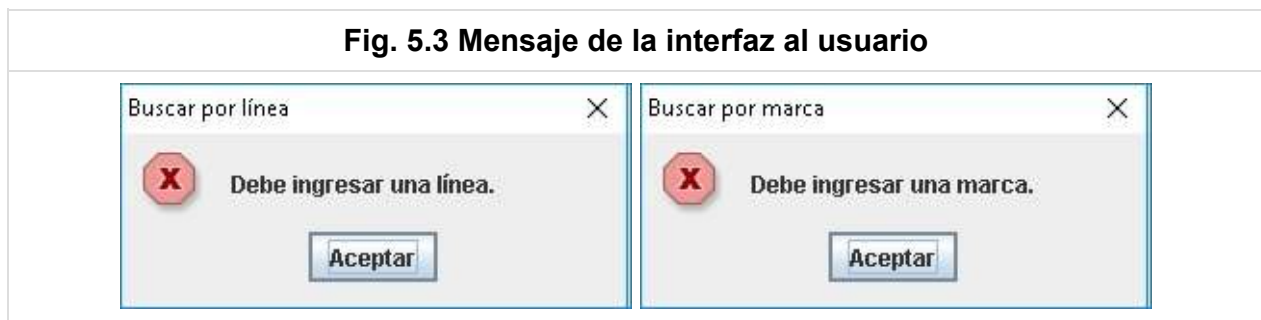 Fig. 5.3 Mensaje de la interfaz al usuario
Buscar por línea
Debe ingresar una línea.
Aceptar
Buscar por marca
Debe ingresar una marca.
Aceptar